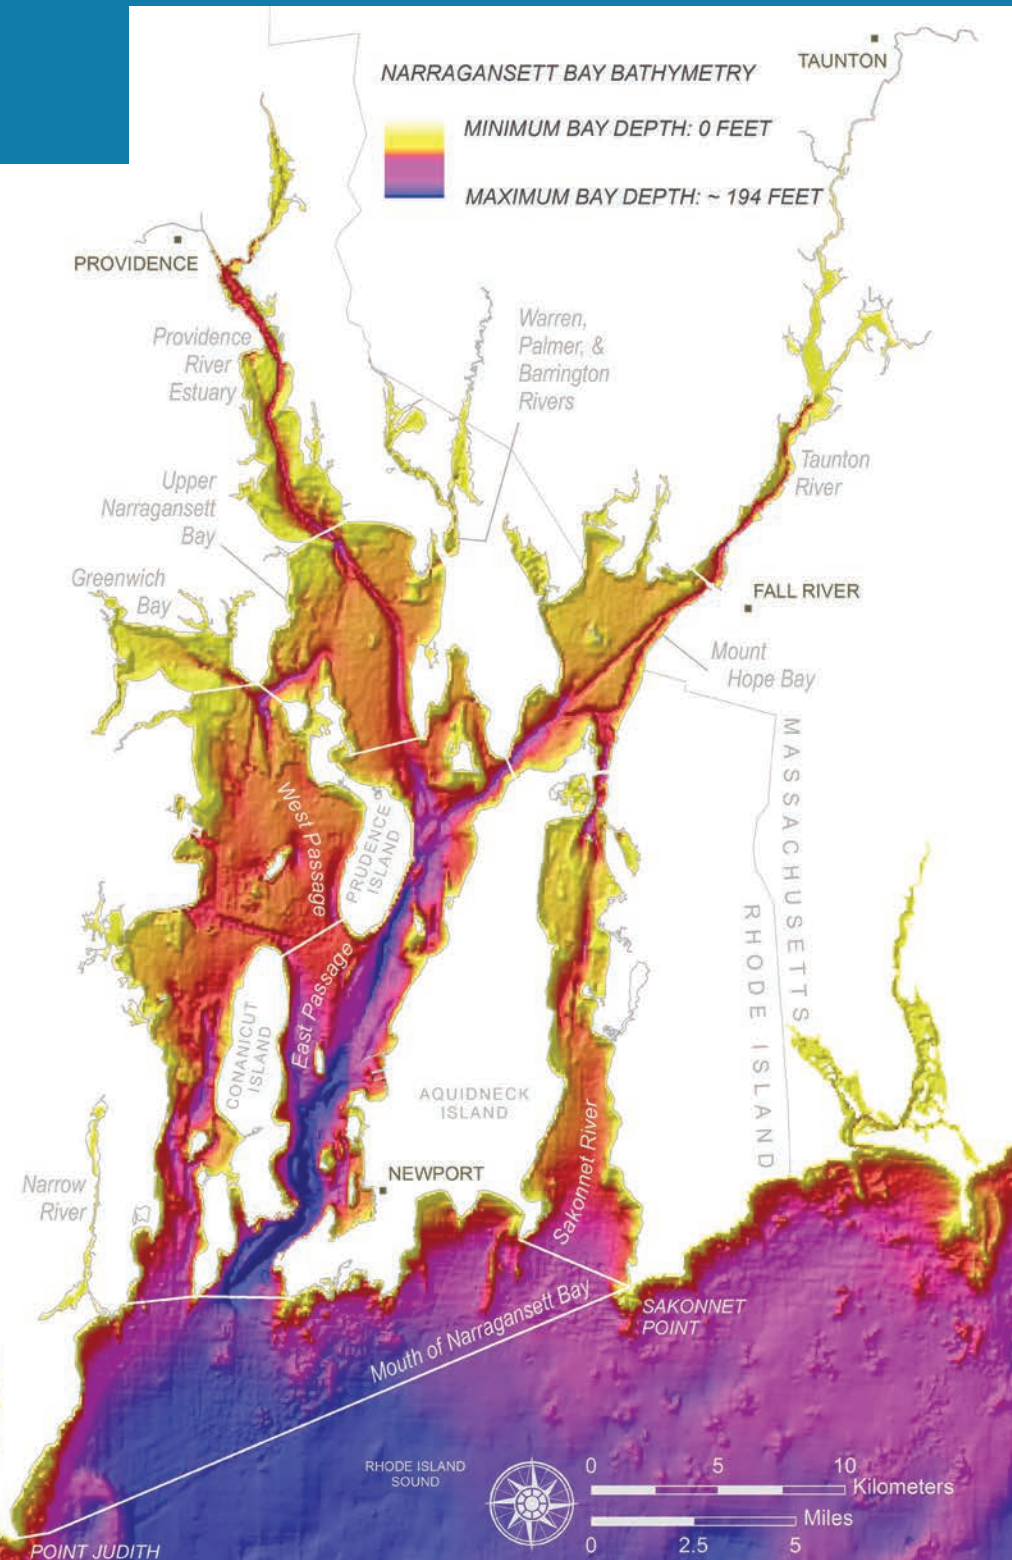 TAUNTON
NARRAGANSETT BAY BATHYMETRY
MINIMUM BAY DEPTH: 0 FEET
MAXIMUM BAY DEPTH: ~ 194 FEET
PROVIDENCE
Providence
River
Estuary
Warren,
Palmer, &
Barrington
Rivers
Taunton
River
Upper
Narragansett
Bay
Greenwich
Bay
FALL RIVER
Mount
Hope Bay
MASSACHUSETTS
RHODE ISLAND
West Passage
PRUDENCE
ISLAND
East Passage
CONANICUT
ISLAND
AQUIDNECK
ISLAND
Sakonnet River
NEWPORT
Narrow
River
SAKONNET
POINT
Mouth of Narragansett Bay
RHODE ISLAND
SOUND
0 5 10
Kilometers
Miles
0 2.5 5
POINT JUDITH